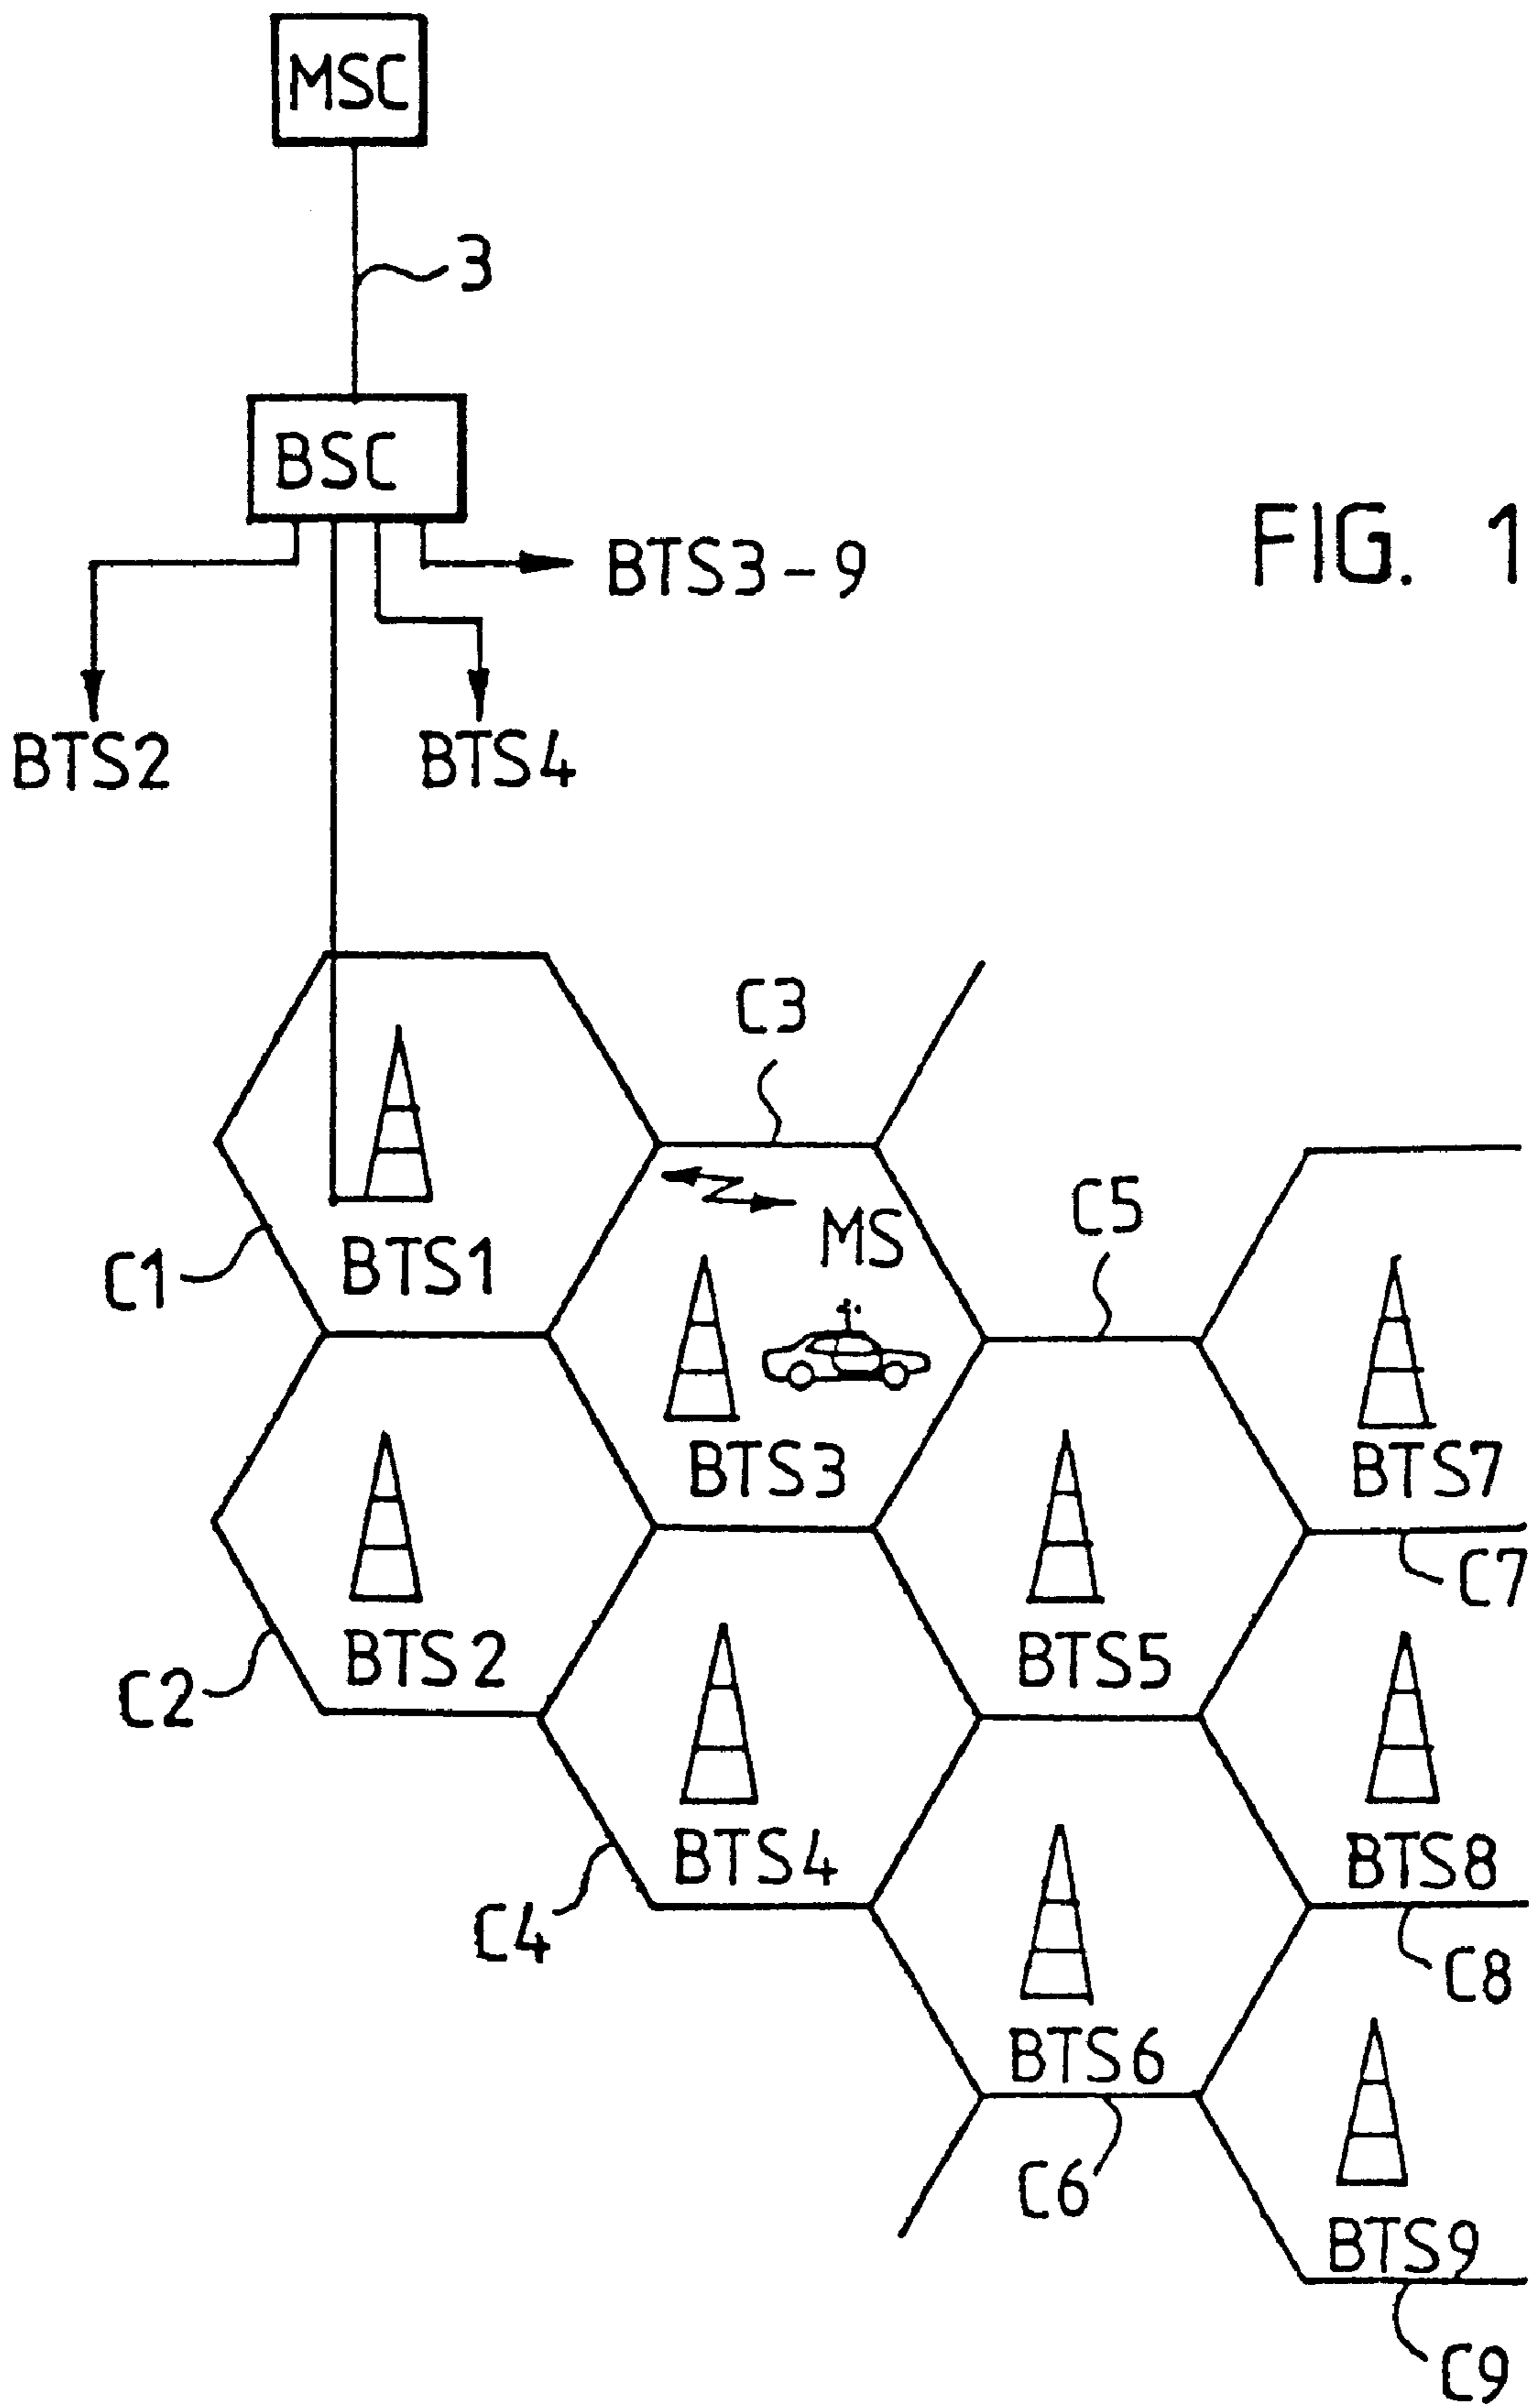 MSC
3
BSC
FIG. 1
BTS3-9
BTS2
BTS4
C3
C5
MS
C1
BTS1
BTS3
BTS7
C7
C2
BTS2
BTS5
BTS4
BTS8
C4
C8
BTS6
C6
BTS9
C9